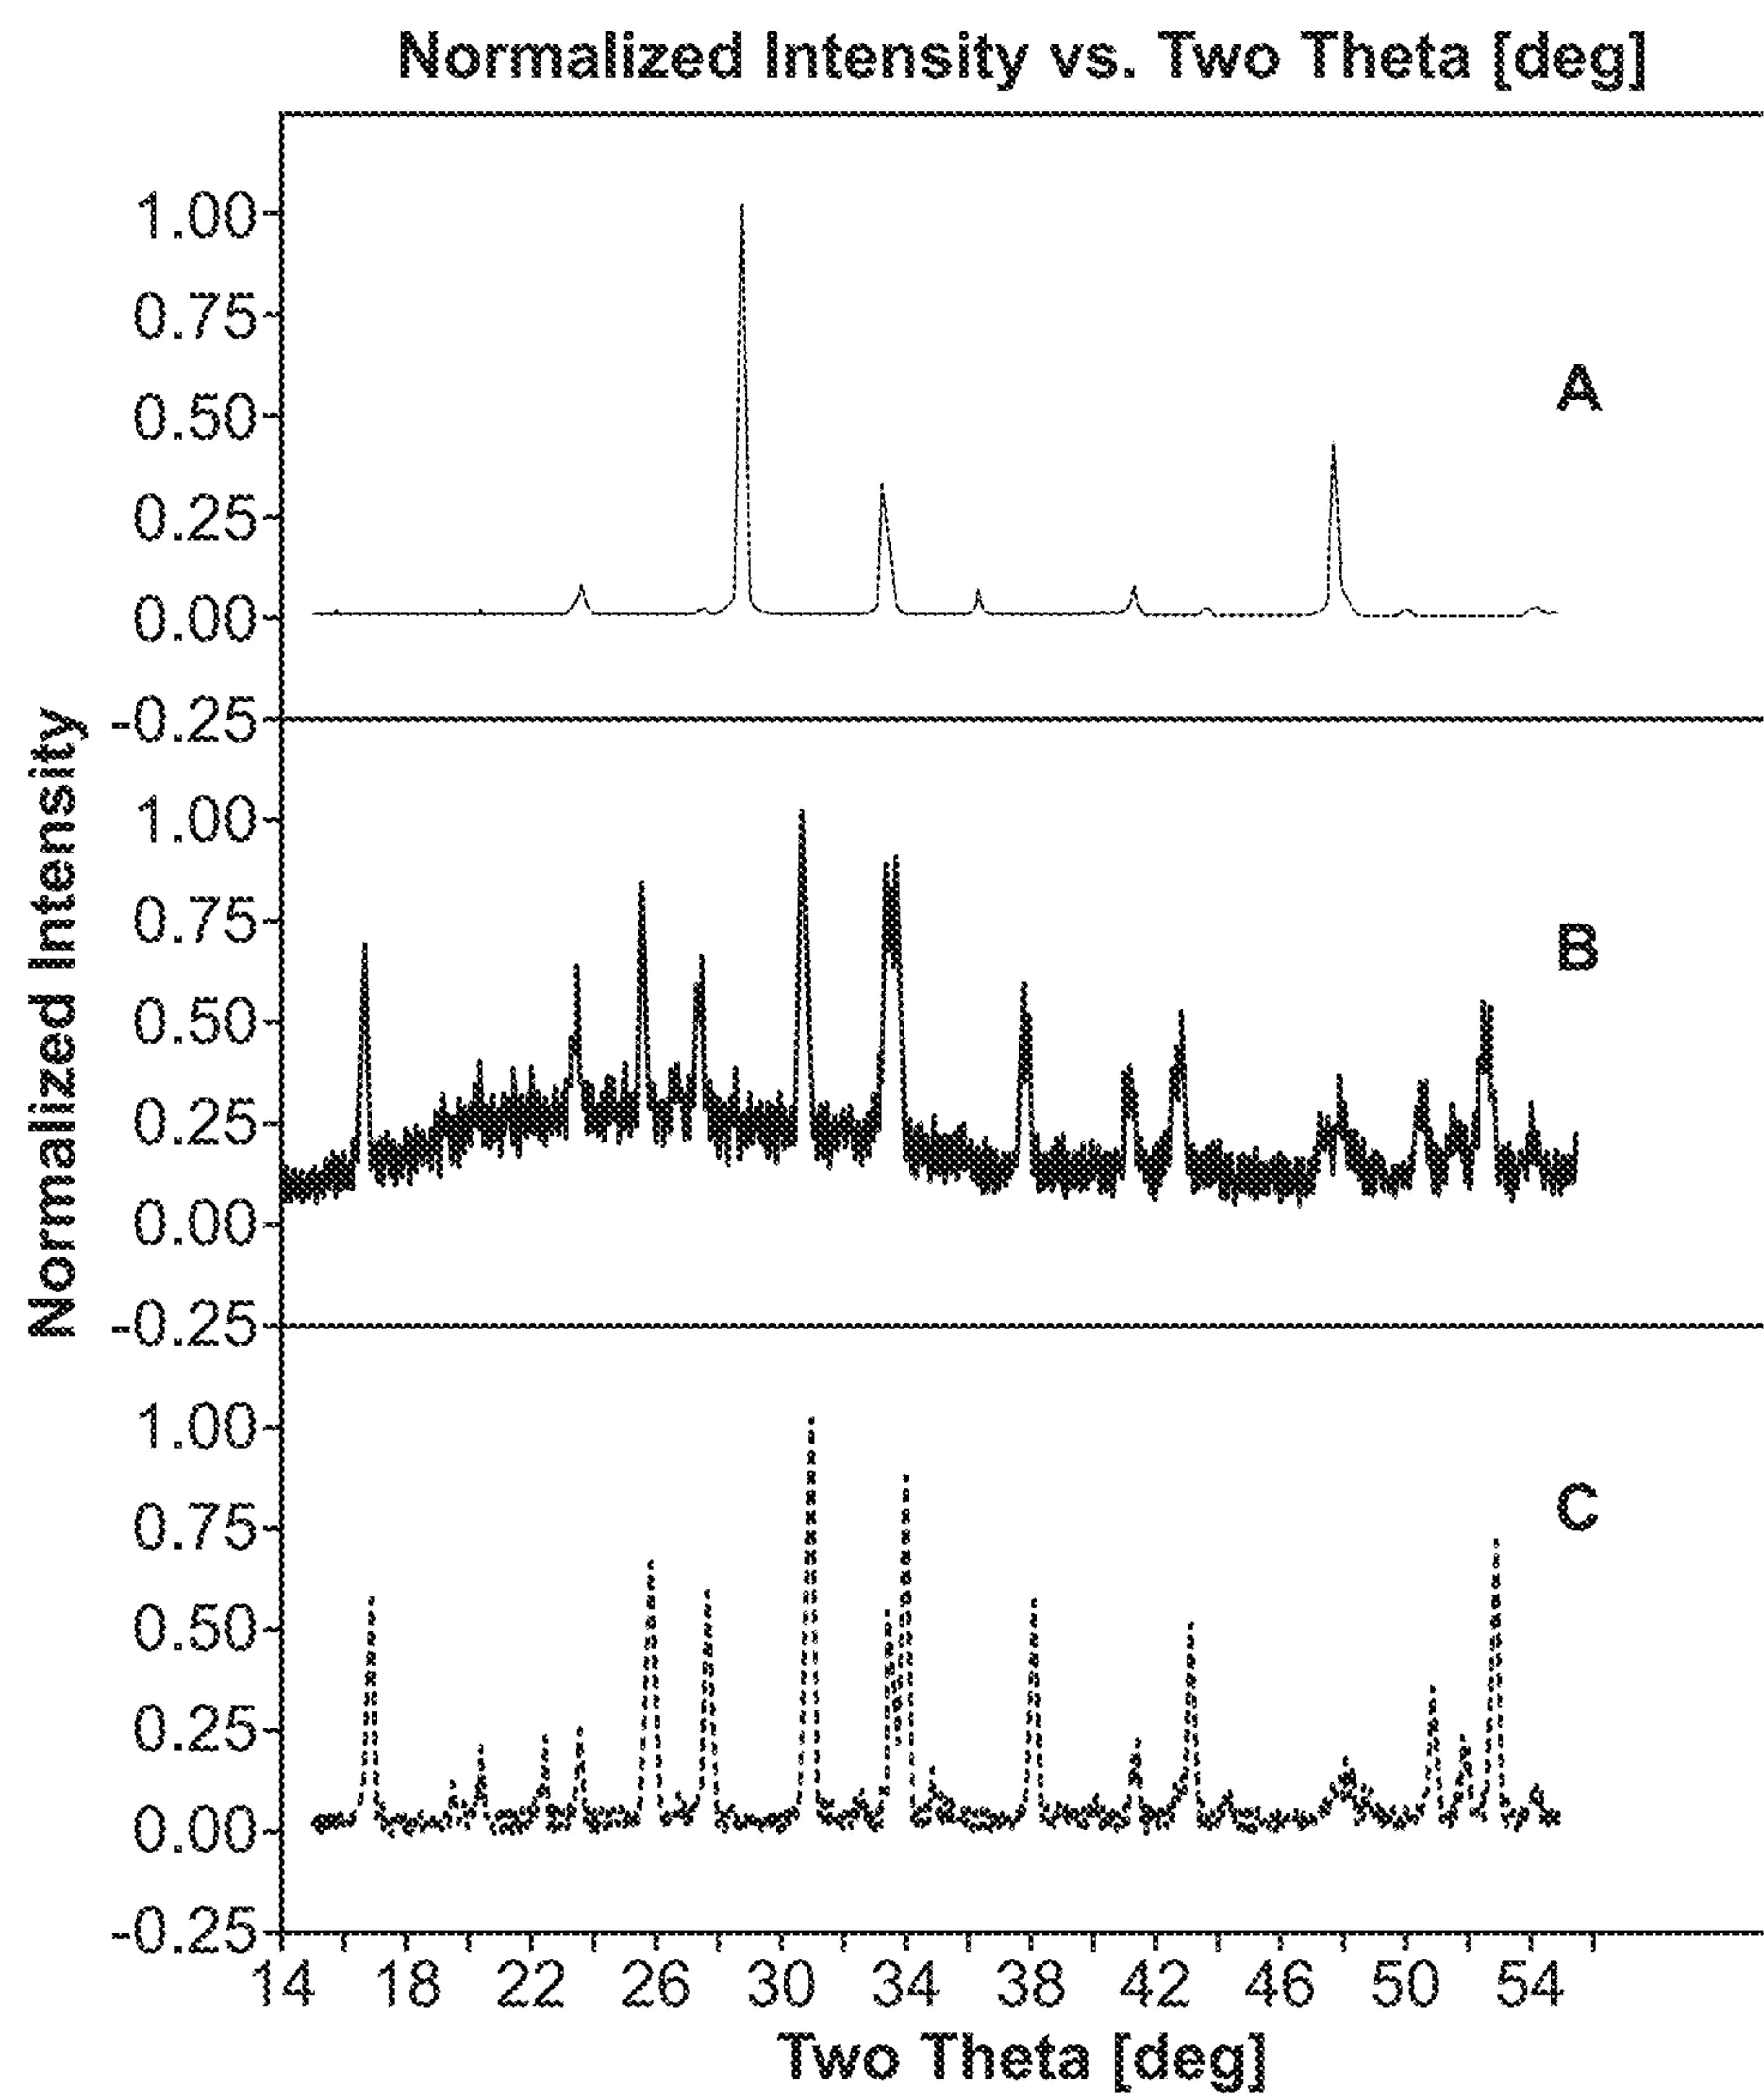 Normalized Intensity vs. Two Theta [deg]
1.00
0.75
0.50
0.25
0.00
-0.25
A
1.00
0.75
0.50
0.25
0.00
-0.25
B
1.00
0.75
0.50
0.25
0.00
-0.25
C
Normalized Intensity
14 18 22 26 30 34 38 42 46 50 54
Two Theta [deg]